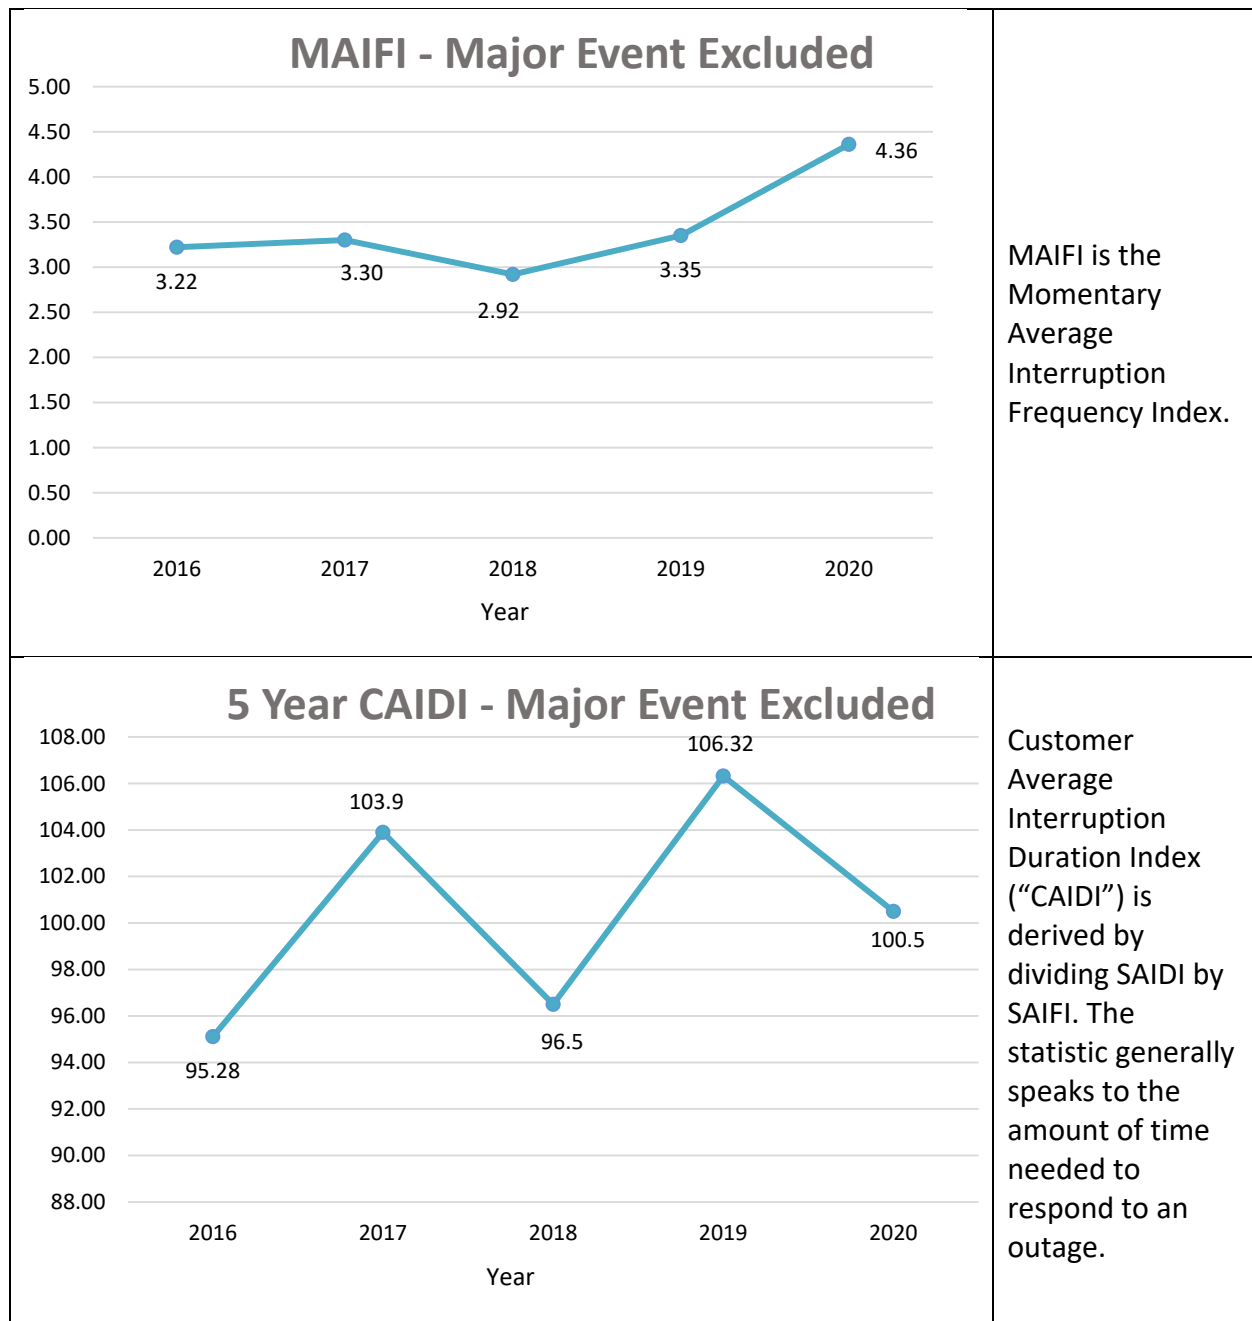 MAIFI - Major Event Excluded
5.00
4.50
4.00
3.50
3.00
2.50
2.00
1.50
1.00
0.50
0.00
3.22
3.30
2.92
3.35
4.36
2016
2017
2018
2019
2020
Year
MAIFI is the
Momentary
Average
Interruption
Frequency Index.
5 Year CAIDI - Major Event Excluded
108.00
106.00
104.00
102.00
100.00
98.00
96.00
94.00
92.00
90.00
88.00
95.28
103.9
96.5
106.32
100.5
2016
2017
2018
2019
2020
Year
Customer
Average
Interruption
Duration Index
(“CAIDI”) is
derived by
dividing SAIDI by
SAIFI. The
statistic generally
speaks to the
amount of time
needed to
respond to an
outage.